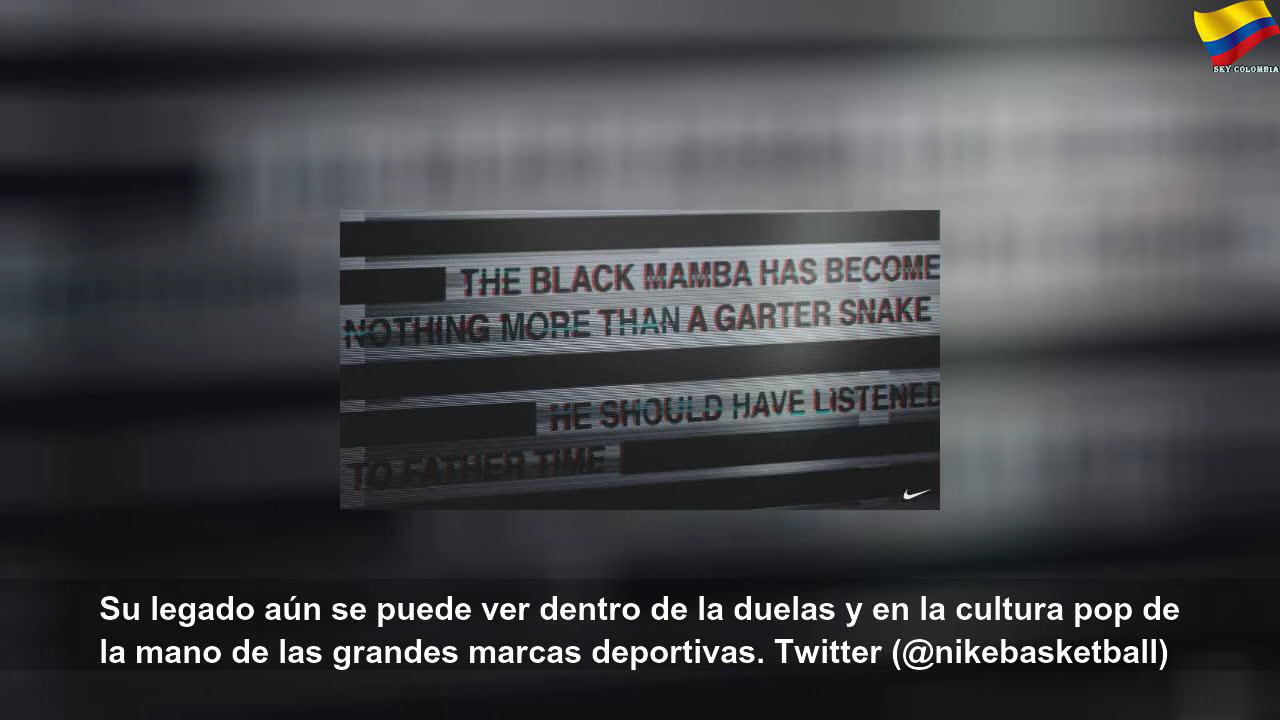 SKY COLOMBIA
THE BLACK MAMBA HAS BECOME
NOTHING MORE THAN A GARTER SNAKE
HE SHOULD HAVE LISTENED
TO FATHER TIME
Su legado aún se puede ver dentro de la duelas y en la cultura pop de
la mano de las grandes marcas deportivas. Twitter (@nikebasketball)